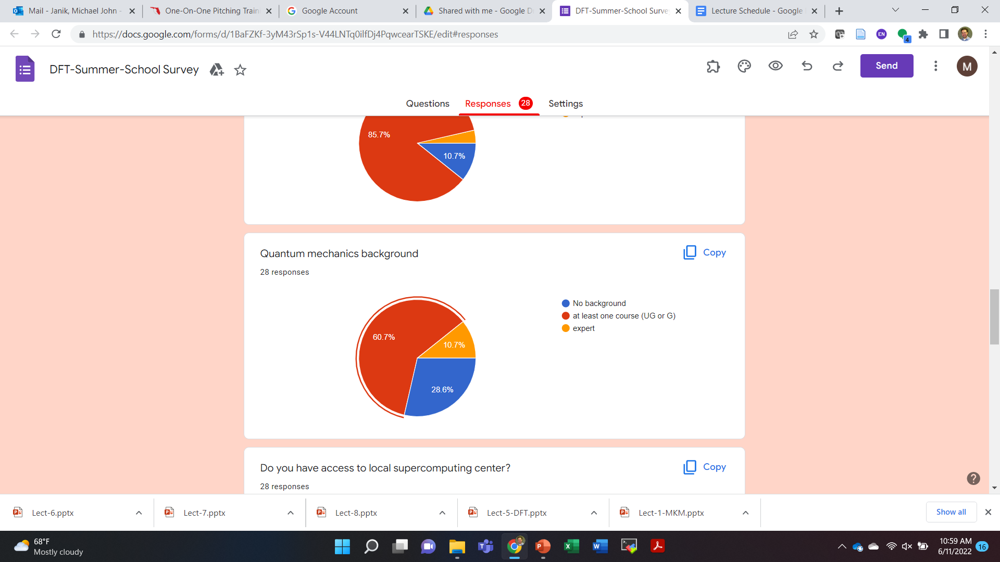 Mail - Janik, Michael John -
One-On-One Pitching Train
Google Account
Shared with me - Google D
DFT-Summer-School Surve
Lecture Schedule - Google
https://docs.google.com/forms/d/1BaFZKf-3yM43rSp1s-V44LNTq0ilfDj4PqwcearTSKE/edit#responses
EN
4
DFT-Summer-School Survey
Send
M
Questions
Responses 28
Settings
85.7%
10.7%
Quantum mechanics background
Copy
28 responses
No background
at least one course (UG or G)
expert
60.7%
10.7%
28.6%
Do you have access to local supercomputing center?
Copy
28 responses
Lect-6.pptx
Lect-7.pptx
Lect-8.pptx
Lect-5-DFT.pptx
Lect-1-MKM.pptx
Show all
68°F
Mostly cloudy
10:59 AM
6/11/2022
16